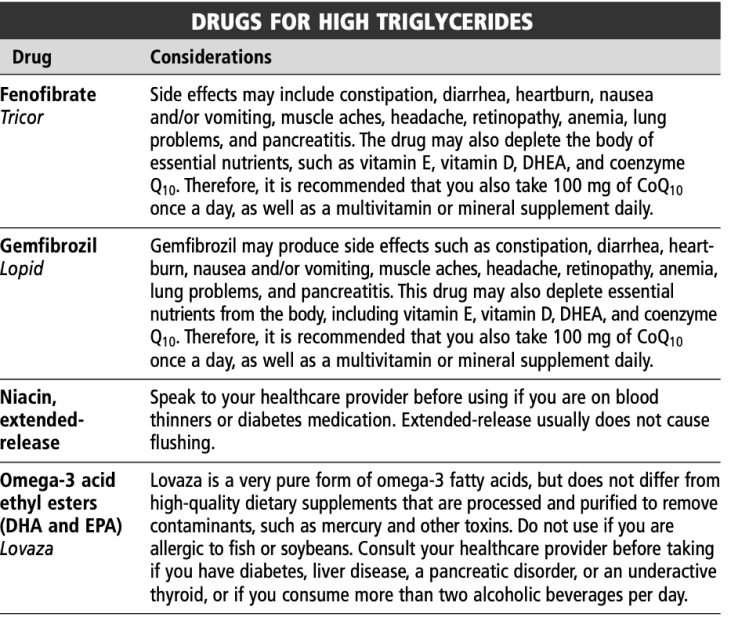 DRUGS FOR HIGH TRIGLYCERIDES
Drug Considerations
Fenofibrate Side effects may include constipation, diarrhea, heartburn, nausea
Tricor and/or vomiting, muscle aches, headache, retinopathy, anemia, lung
problems, and pancreatitis. The drug may also deplete the body of
essential nutrients, such as vitamin E, vitamin D, DHEA, and coenzyme
Q10. Therefore, it is recommended that you also take 100 mg of CoQ10
once a day, as well as a multivitamin or mineral supplement daily.
Gemfibrozil Gemfibrozil may produce side effects such as constipation, diarrhea, heart-
Lopid burn, nausea and/or vomiting, muscle aches, headache, retinopathy, anemia,
lung problems, and pancreatitis. This drug may also deplete essential
nutrients from the body, including vitamin E, vitamin D, DHEA, and coenzyme
Q10. Therefore, it is recommended that you also take 100 mg of CoQ10
once a day, as well as a multivitamin or mineral supplement daily.
Niacin, Speak to your healthcare provider before using if you are on blood
extended- thinners or diabetes medication. Extended-release usually does not cause
release flushing.
Omega-3 acid Lovaza is a very pure form of omega-3 fatty acids, but does not differ from
ethyl esters high-quality dietary supplements that are processed and purified to remove
(DHA and EPA) contaminants, such as mercury and other toxins. Do not use if you are
Lovaza allergic to fish or soybeans. Consult your healthcare provider before taking
if you have diabetes, liver disease, a pancreatic disorder, or an underactive
thyroid, or if you consume more than two alcoholic beverages per day.